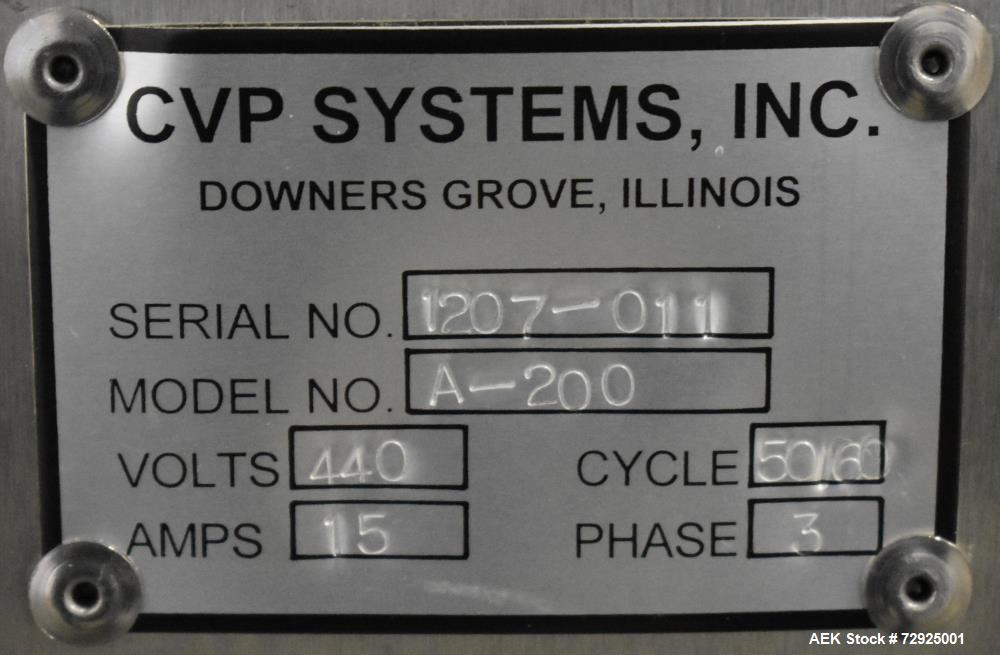 CVP SYSTEMS, INC.
DOWNERS GROVE, ILLINOIS
SERIAL NO. 1207-011
MODEL NO. A-200
VOLTS 440 CYCLE 50/60
AMPS 15 PHASE 3
AEK Stock # 72925001